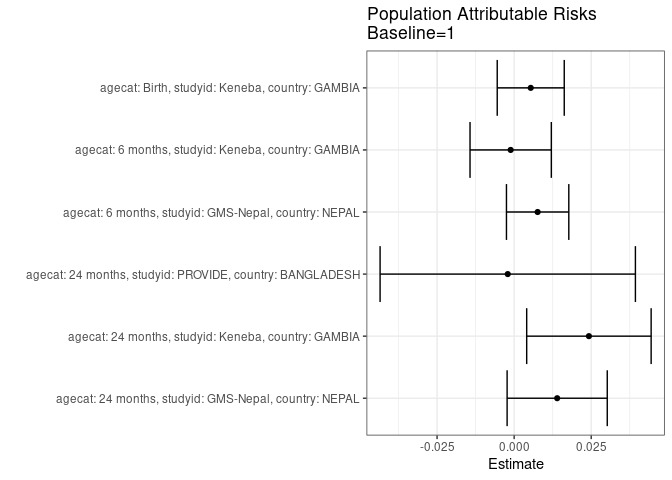 Population Attributable Risks
Baseline=1
agecat: Birth, studyid: Keneba, country: GAMBIA
agecat: 6 months, studyid: Keneba, country: GAMBIA
agecat: 6 months, studyid: GMS-Nepal, country: NEPAL
agecat: 24 months, studyid: PROVIDE, country: BANGLADESH
agecat: 24 months, studyid: Keneba, country: GAMBIA
agecat: 24 months, studyid: GMS-Nepal, country: NEPAL
-0.025 0.000 0.025
Estimate